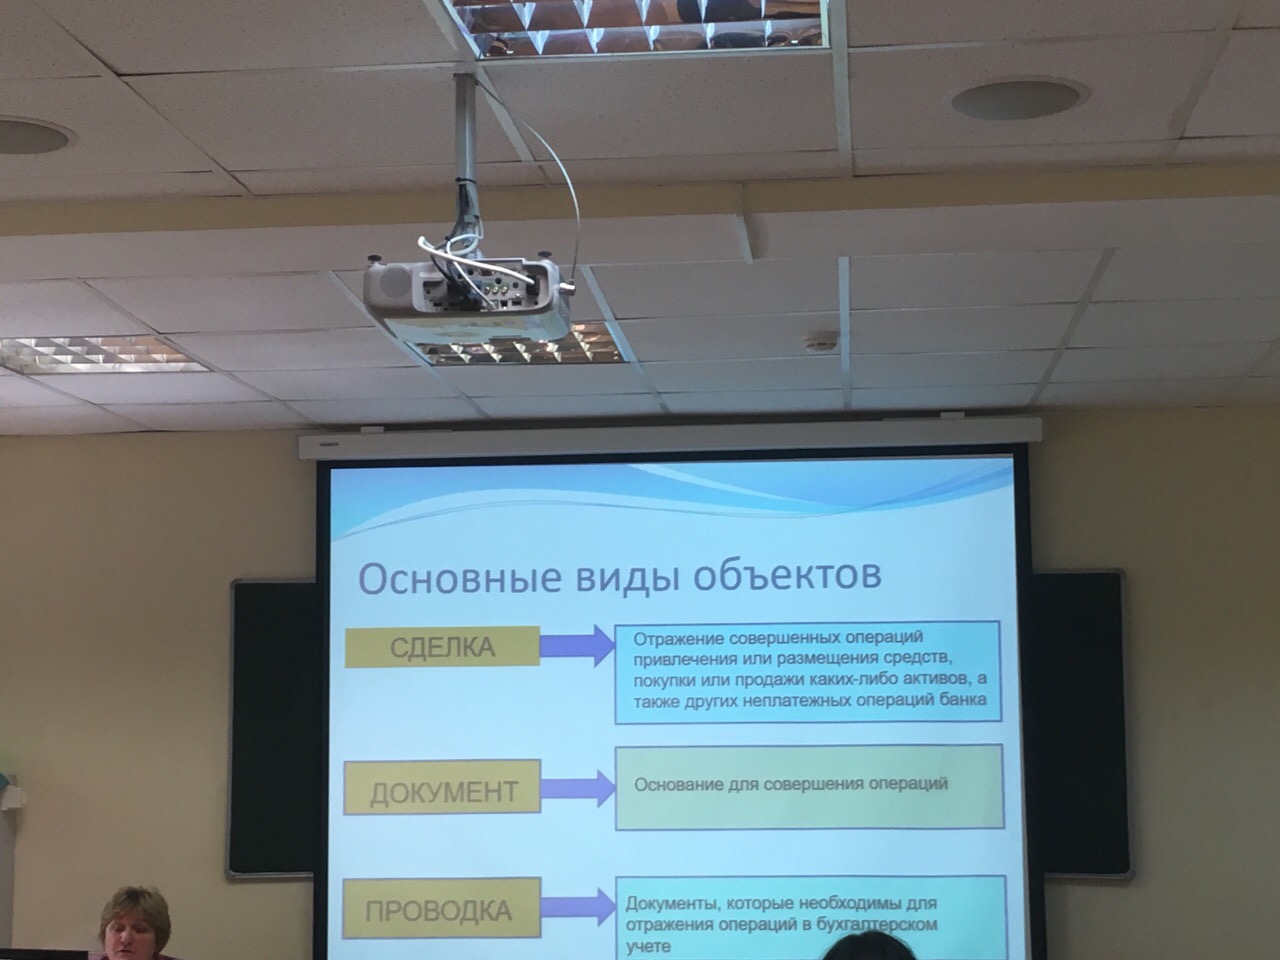 Основные виды объектов
СДЕЛКА
Отражение совершенных операций
привлечения или размещения средств,
покупки или продажи каких-либо активов, а
также других неплатежных операций банка
ДОКУМЕНТ
Основание для совершения операций
ПРОВОДКА
Документы, которые необходимы для
отражения операций в бухгалтерском
учете